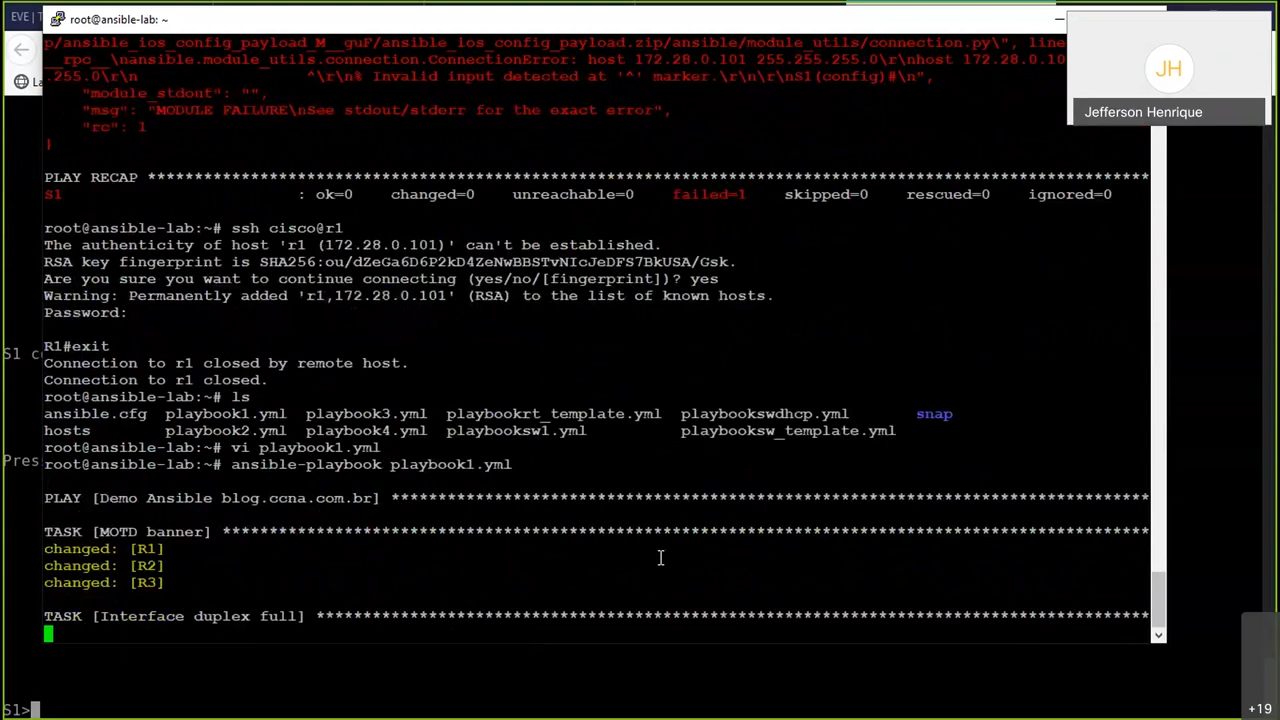 EVE | T
root@ansible-lab: ~
p/ansible_ios_config_payload_M__guF/ansible_ios_config_payload.zip/ansible/module_utils/connection.py\", line
__rpc__\nansible.module_utils.connection.ConnectionError: host 172.28.0.101 255.255.255.0\r\nhost 172.28.0.10
.255.0\r\n ^\r\n% Invalid input detected at '^' marker.\r\n\r\nS1(config)#\n",
"module_stdout": "",
"msg": "MODULE FAILURE\nSee stdout/stderr for the exact error",
"rc": 1
JH
Jefferson Henrique
PLAY RECAP *********************************************************************************************
S1 : ok=0 changed=0 unreachable=0 failed=1 skipped=0 rescued=0 ignored=0
root@ansible-lab:~# ssh cisco@r1
The authenticity of host 'r1 (172.28.0.101)' can't be established.
RSA key fingerprint is SHA256:ou/dZeGa6D6P2kD4ZeNwBBSTvNIcJeDFS7BkUSA/Gsk.
Are you sure you want to continue connecting (yes/no/[fingerprint])? yes
Warning: Permanently added 'r1,172.28.0.101' (RSA) to the list of known hosts.
Password:
R1#exit
Connection to r1 closed by remote host.
Connection to r1 closed.
root@ansible-lab:~# ls
ansible.cfg playbook1.yml playbook3.yml playbookrt_template.yml playbookswdhcp.yml snap
hosts playbook2.yml playbook4.yml playbooksw1.yml playbooksw_template.yml
root@ansible-lab:~# vi playbook1.yml
root@ansible-lab:~# ansible-playbook playbook1.yml
PLAY [Demo Ansible blog.ccna.com.br] ******************************************************************
TASK [MOTD banner] ************************************************************************************
changed: [R1]
changed: [R2]
changed: [R3]
TASK [Interface duplex full] **************************************************************************
S1 c
Pres
S1>
+19